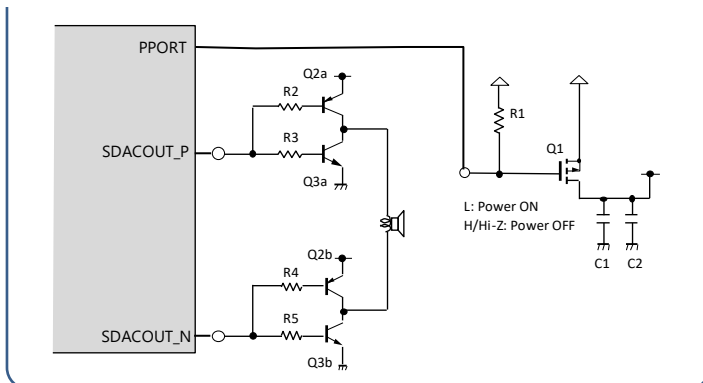 PPORT
Q2a
R2
R1
R3
Q1
SDACOUT_P
Q3a
L: Power ON
H/Hi-Z: Power OFF
C1 C2
Q2b
R4
R5
SDACOUT_N
Q3b